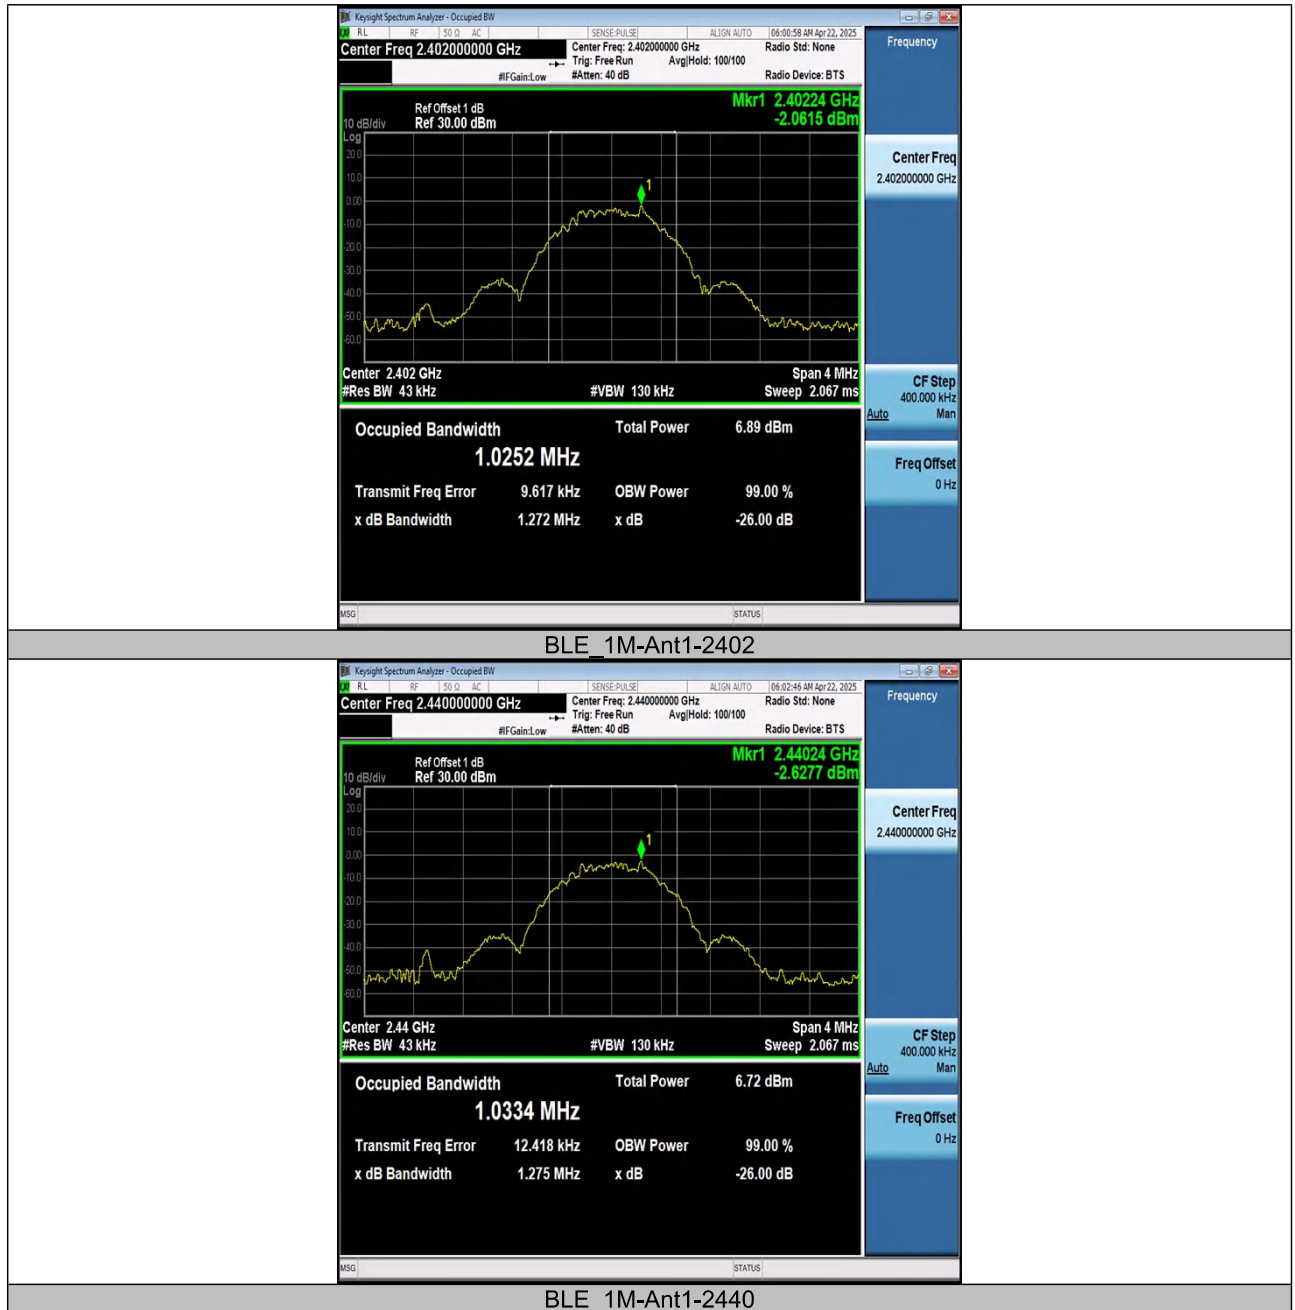 Keysight Spectrum Analyzer - Occupied BW
RL RF 50 Ω AC SENSE:PULSE ALIGN AUTO 06:00:58 AM Apr 22, 2025
Center Freq 2.402000000 GHz
Center Freq: 2.402000000 GHz Radio Std: None
Trig: Free Run Avg|Hold: 100/100
#IFGain:Low #Atten: 40 dB Radio Device: BTS
Frequency
Mkr1 2.40224 GHz
-2.0615 dBm
Ref Offset 1 dB
10 dB/div Ref 30.00 dBm
Log
20.0
10.0
0.00
-10.0
-20.0
-30.0
-40.0
-50.0
-60.0
1
Center 2.402 GHz Span 4 MHz
#Res BW 43 kHz #VBW 130 kHz Sweep 2.067 ms
Center Freq
2.402000000 GHz
CF Step
400.000 kHz
Auto Man
Freq Offset
0 Hz
Occupied Bandwidth Total Power 6.89 dBm
1.0252 MHz
Transmit Freq Error 9.617 kHz OBW Power 99.00 %
x dB Bandwidth 1.272 MHz x dB -26.00 dB
MSG STATUS
BLE_1M-Ant1-2402
Keysight Spectrum Analyzer - Occupied BW
RL RF 50 Ω AC SENSE:PULSE ALIGN AUTO 06:02:46 AM Apr 22, 2025
Center Freq 2.440000000 GHz
Center Freq: 2.440000000 GHz Radio Std: None
Trig: Free Run Avg|Hold: 100/100
#IFGain:Low #Atten: 40 dB Radio Device: BTS
Frequency
Mkr1 2.44024 GHz
-2.6277 dBm
Ref Offset 1 dB
10 dB/div Ref 30.00 dBm
Log
20.0
10.0
0.00
-10.0
-20.0
-30.0
-40.0
-50.0
-60.0
1
Center 2.44 GHz Span 4 MHz
#Res BW 43 kHz #VBW 130 kHz Sweep 2.067 ms
Center Freq
2.440000000 GHz
CF Step
400.000 kHz
Auto Man
Freq Offset
0 Hz
Occupied Bandwidth Total Power 6.72 dBm
1.0334 MHz
Transmit Freq Error 12.418 kHz OBW Power 99.00 %
x dB Bandwidth 1.275 MHz x dB -26.00 dB
MSG STATUS
BLE_1M-Ant1-2440